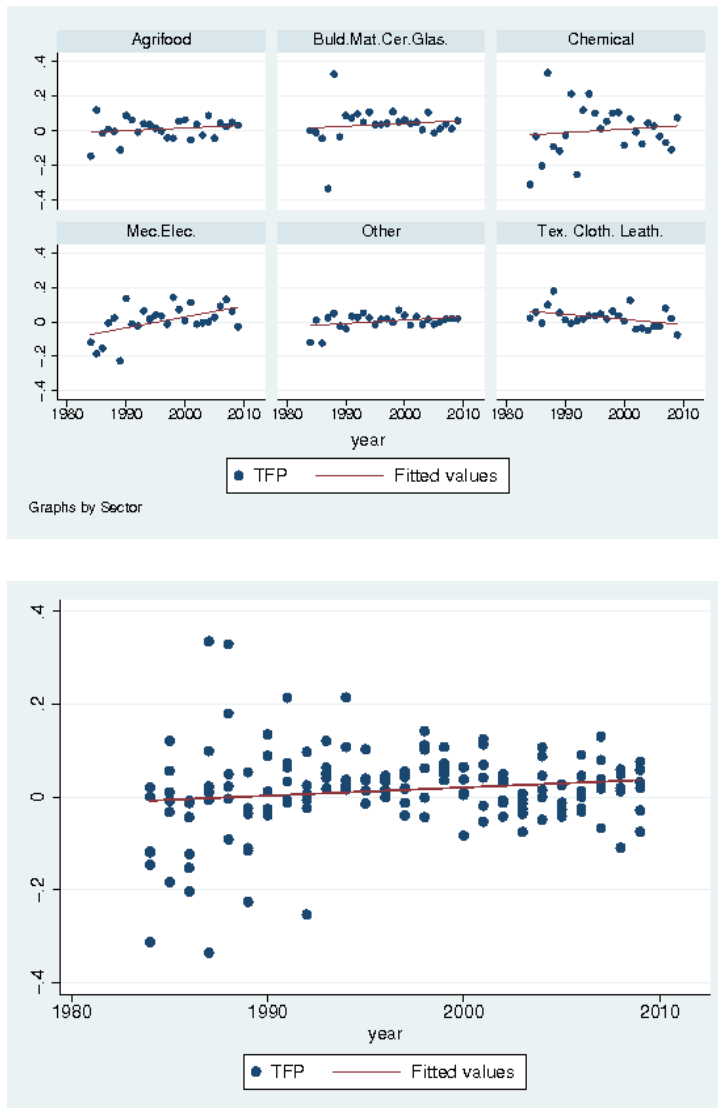 Agrifood Buld.Mat.Cer.Glas. Chemical
.4
.2
0
-.2
-.4
Mec.Elec. Other Tex. Cloth. Leath.
.4
.2
0
-.2
-.4
1980 1990 2000 2010 1980 1990 2000 2010 1980 1990 2000 2010
year
TFP Fitted values
Graphs by Sector
.4
.2
0
-.2
-.4
1980 1990 2000 2010
year
TFP Fitted values